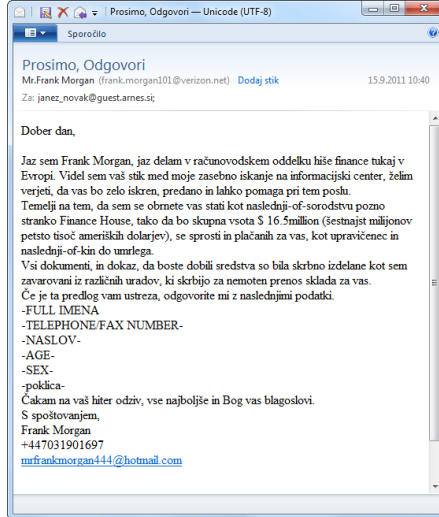 Prosimo, Odgovori — Unicode (UTF-8)
Sporočilo
Prosimo, Odgovori
Mr.Frank Morgan (frank.morgan101@verizon.net) Dodaj stik 15.9.2011 10:40
Za: janez_novak@guest.arnes.si;
Dober dan,
Jaz sem Frank Morgan, jaz delam v računovodskem oddelku hiše finance tukaj v
Evropi. Videl sem vaš stik med moje zasebno iskanje na informacijski center, želim
verjeti, da vas bo zelo iskren, predano in lahko pomaga pri tem poslu.
Temelji na tem, da sem se obrnete vas stati kot naslednji-of-sorodstvu pozno
stranko Finance House, tako da bo skupna vsota $ 16.5million (šestnajst milijonov
petsto tisoč ameriških dolarjev), se sprosti in plačanih za vas, kot upravičenec in
naslednji-of-kin do umrlega.
Vsi dokumenti, in dokaz, da boste dobili sredstva so bila skrbno izdelane kot sem
zavarovani iz različnih uradov, ki skrbijo za nemoten prenos sklada za vas.
Če je ta predlog vam ustreza, odgovorite mi z naslednjimi podatki.
-FULL IMENA
-TELEPHONE/FAX NUMBER-
-NASLOV-
-AGE-
-SEX-
-poklica-
Čakam na vaš hiter odziv, vse najboljše in Bog vas blagoslovi.
S spoštovanjem,
Frank Morgan
+447031901697
mrfrankmorgan444@hotmail.com